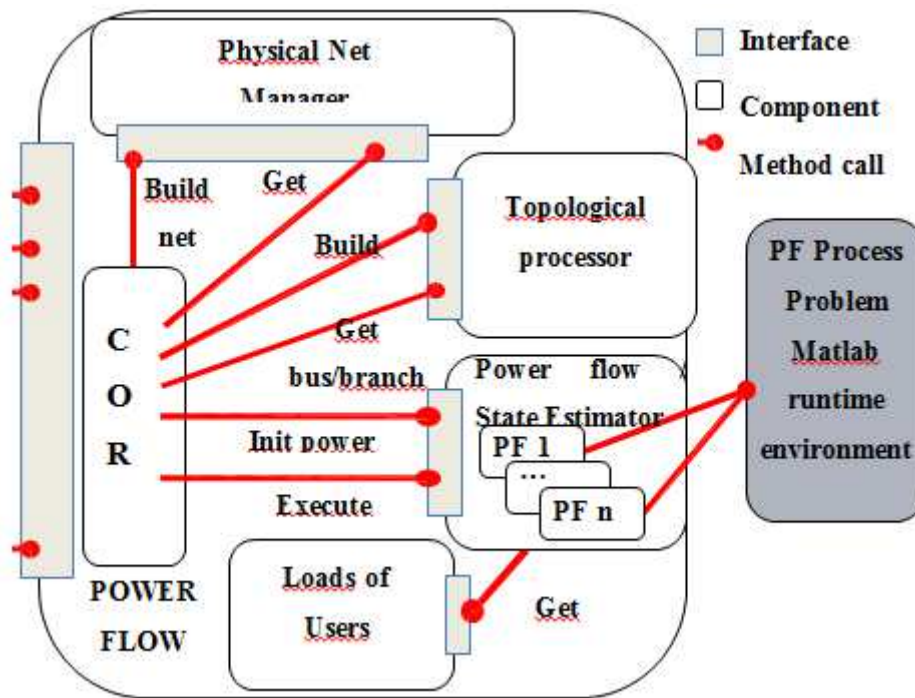 Physical Net
Manager
Interface
Component
Method call
Build
net
Get
Build
Get
bus/branch
Init power
Execute
Topological
processor
Power flow
State Estimator
PF 1
...
PF n
PF Process
Problem
Matlab
runtime
environment
C
O
R
POWER
FLOW
Loads of
Users
Get